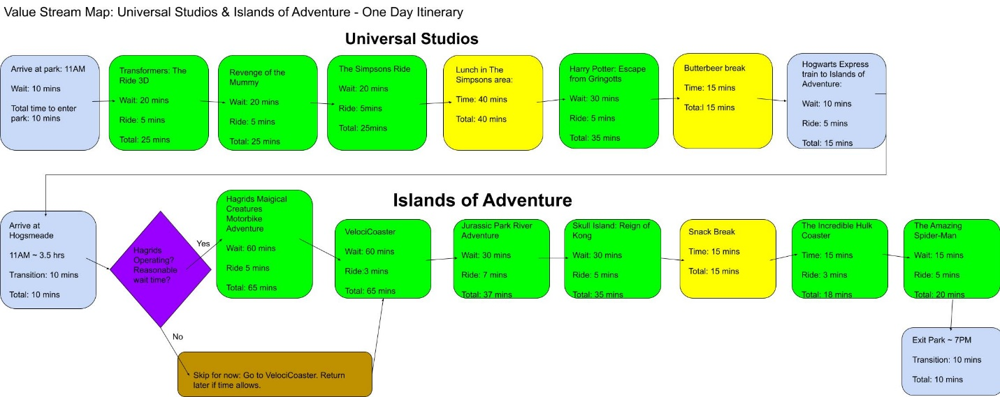 Value Stream Map: Universal Studios & Islands of Adventure - One Day Itinerary
Universal Studios
Arrive at park: 11AM
Wait: 10 mins
Total time to enter
park: 10 mins
Transformers: The
Ride 3D
Wait: 20 mins
Ride: 5 mins
Total: 25 mins
Revenge of the
Mummy
Wait: 20 mins
Ride: 5 mins
Total: 25 mins
The Simpsons Ride
Wait: 20 mins
Ride: 5mins
Total: 25mins
Lunch in The
Simpsons area:
Time: 40 mins
Total: 40 mins
Harry Potter: Escape
from Gringotts
Wait: 30 mins
Ride: 5 mins
Total: 35 mins
Butterbeer break
Time: 15 mins
Total 15 mins
Hogwarts Express
train to Islands of
Adventure:
Wait: 10 mins
Ride: 5 mins
Total: 15 mins
Islands of Adventure
Arrive at
Hogsmeade
11AM ~ 3.5 hrs
Transition: 10 mins
Total: 10 mins
Hagrids
Operating?
Reasonable
wait time?
Yes
No
Hagrids Maigical
Creatures
Motorbike
Adventure
Wait: 60 mins
Ride 5 mins
Total: 65 mins
Skip for now: Go to VelociCoaster. Return
later if time allows.
VelociCoaster
Wait: 60 mins
Ride:3 mins
Total: 65 mins
Jurassic Park River
Adventure
Wait: 30 mins
Ride: 7 mins
Total: 37 mins
Skull Island: Reign of
Kong
Wait: 30 mins
Ride: 5 mins
Total: 35 mins
Snack Break
Time: 15 mins
Total: 15 mins
The Incredible Hulk
Coaster
Time: 15 mins
Ride: 3 mins
Total: 18 mins
The Amazing
Spider-Man
Wait: 15 mins
Ride: 5 mins
Total: 20 mins
Exit Park ~ 7PM
Transition: 10 mins
Total: 10 mins